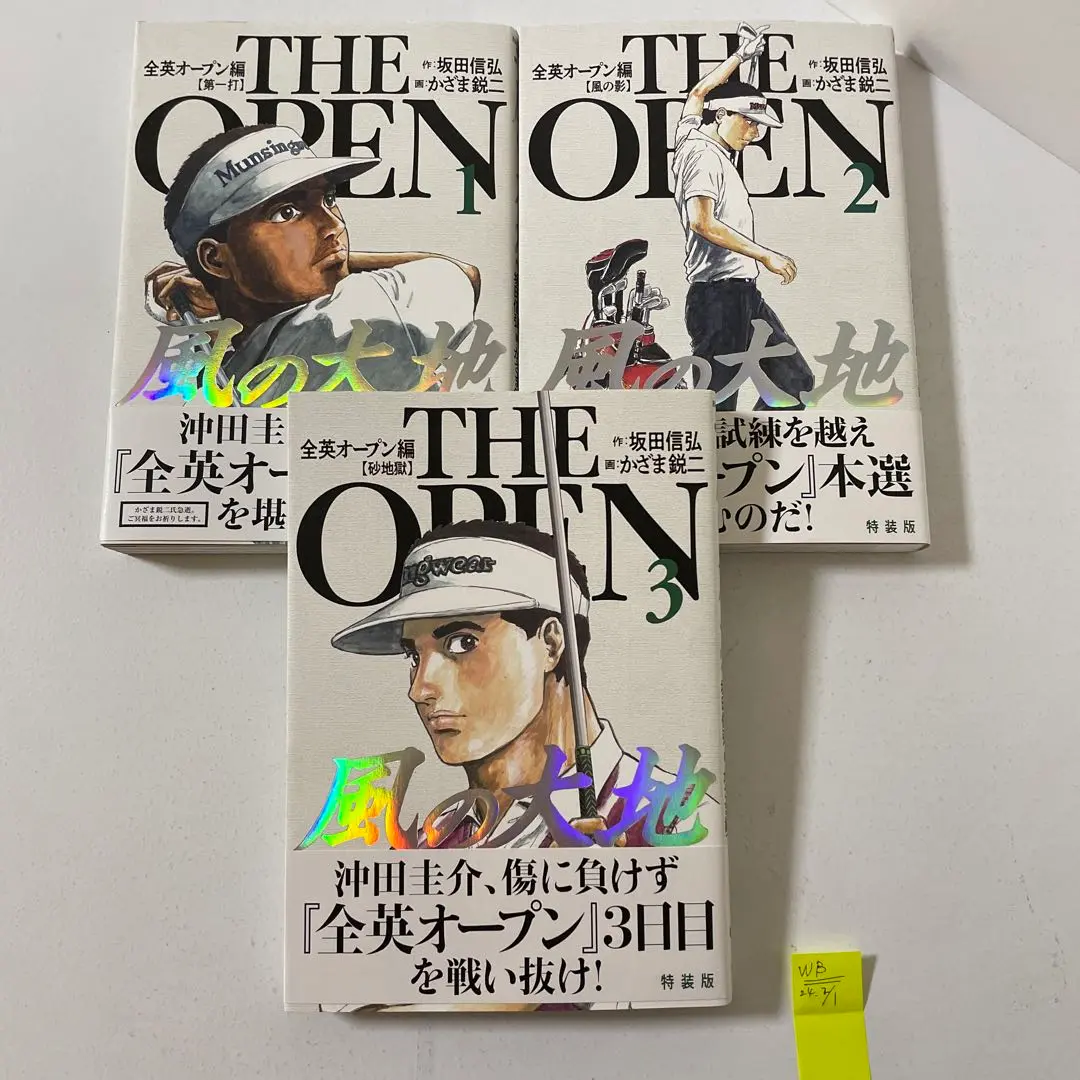 THE
OPEN
全英オープン編
【第一打】
作:坂田信弘
画:かざま鋭二
Munsingw
1
風の大地
沖田圭
『全英オー
を堪
かざま鋭二氏急逝。
ご冥福をお祈りします。
THE
OPEN
全英オープン編
【風の影】
作:坂田信弘
画:かざま鋭二
2
風の大地
試練を越え
プン』本選
のだ!
特装版
THE
OPEN
全英オープン編
【砂地獄】
作:坂田信弘
画:かざま鋭二
ngwear
3
風の大地
沖田圭介、傷に負けず
『全英オープン』3日目
を戦い抜け!
特装版
WB